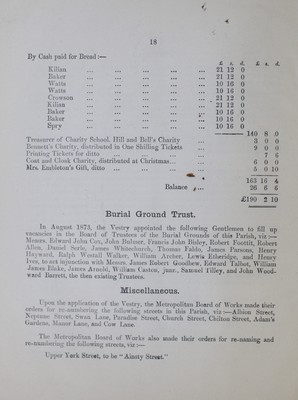 18
By Cash paid for Bread :—
£ s. d. £ s. d.
Kilian ... ... ... ... ... 21 12 0
Baker ... ... ... ... ... 21 12 0
Watts ... ... ... ... ... 10 16 0
Watts ... ... ... ... ... 10 16 0
Crowson ... ... ... ... ... 21 12 0
Kilian ... ... ... ... ... 21 12 0
Baker ... ... ... ... ... 10 16 0
Baker ... ... ... ... ... 10 16 0
Spry ... ... ... ... ... 10 16 0
140 8 0
Treasurer of Charity School, Hill and Bell's Charity ... 3 0 0
Bennett's Charity, distributed in One Shilling Tickets ... 9 0 0
Printing Tickets for ditto ... ... ... ... 7 6
Coat and Cloak Charity, distributed at Christmas... ... 6 0 0
Mrs. Embleton's Gift, ditto ... ... ... ... 5 0 10
163 16 4
Balance ... 26 6 6
£190 2 10
Burial Ground Trust.
In August 1873, the Vestry appointed the following Gentlemen to fill up
vacancies in the Board of Trustees of the Burial Grounds of this Parish, viz :—
Messrs. Edward John Cox, John Bulmer, Francis John Bisley, Robert Foottit, Robert
Allen, Daniel Sorle, James Whitechurch, Thomas Faldo, James Parsons, Henry
Hayward, Ralph Westall Walker, William Archer, Lewis Etheridge, and Henry
Ives, to act in junction with Messrs. James Robert Goodhew, Edward Talbot, William
James Blake, James Arnold, William Casten, junr., Samuel Tilley, and John Wood-
ward Barrett, the then existing Trustees.
Miscellaneous.
Upon the application of the Vestry, the Metropolitan Board of Works made their
orders for re-numbering the following streets in this Parish, viz :—Albion Street,
Neptune Street, Swan Lane, Paradise Street, Church Street, Chilton Street, Adam's
Gardens, Manor Lane, and Cow Lane.
The Metropolitan Board of Works also made their orders for re-naming and
re-numbering the following streets, viz :—
Upper York Street, to be "Ainsty Street."